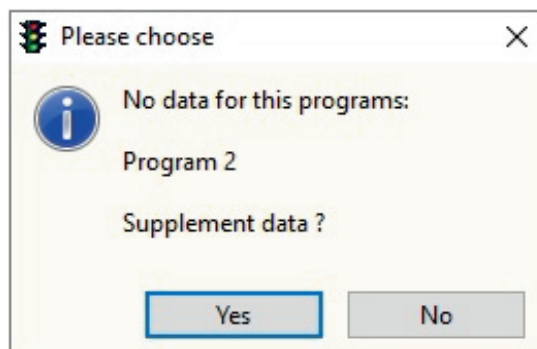 Please choose
No data for this programs:
Program 2
Supplement data ?
Yes No